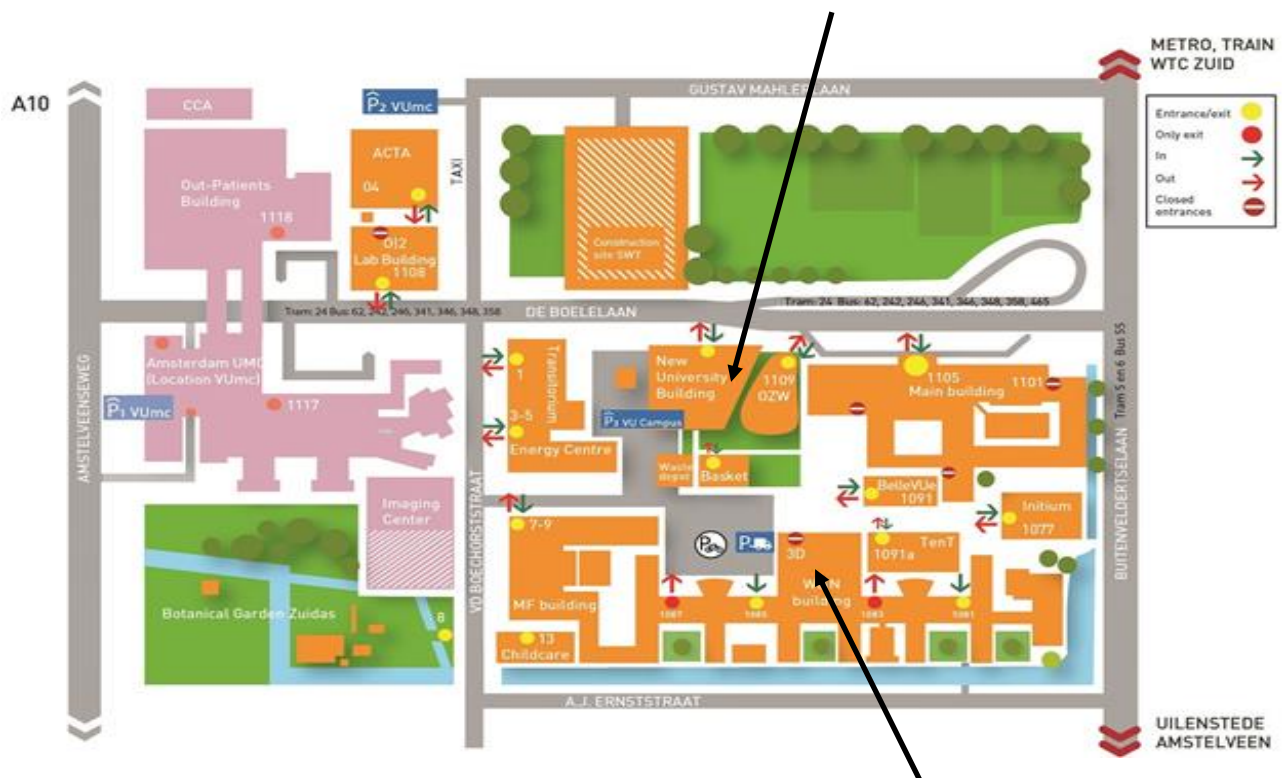 METRO, TRAIN
WTC ZUID
A10
CCA
P2 VUmc
GUSTAV MAHLERLAAN
Entrance/exit
Only exit
In
Out
Closed
entrances
ACTA
04
TAXI
Out-Patients
Building
1118
O|2
Lab Building
1108
Construction
site SWT
Tram: 24 Bus: 62, 242, 246, 341, 346, 348, 358
DE BOELELAAN
Tram: 24 Bus: 62, 242, 246, 341, 346, 348, 358, 465
Amsterdam UMC
(Location VUmc)
P1 VUmc
1117
Transitorium
1
3-5
Energy Centre
New
University
Building
P3 VU Campus
1109
OZW
1105
Main building
1101
Tram 5 en 6 Bus 55
BUITENVELDERTSELAAN
AMSTELVEENSEWEG
VD BOECHORSTSTRAAT
Waste
depot
Basket
BelleVUe
1091
Initium
1077
Imaging
Center
7-9
P
P
3D
W&N
building
TenT
1091a
MF building
1087
1085
1083
1081
Botanical Garden Zuidas
8
13
Childcare
A.J. ERNSTSTRAAT
UILENSTEDE
AMSTELVEEN